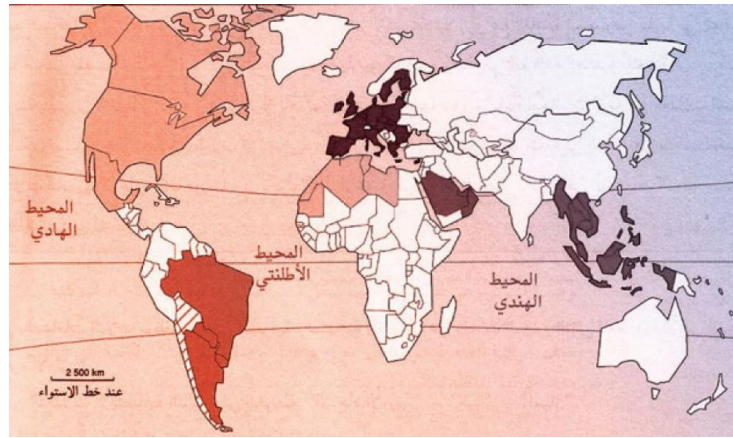 المحيط
الهادي
المحيط
الأطلنتي
المحيط
الهندي
2 500 km
عند خط الاستواء